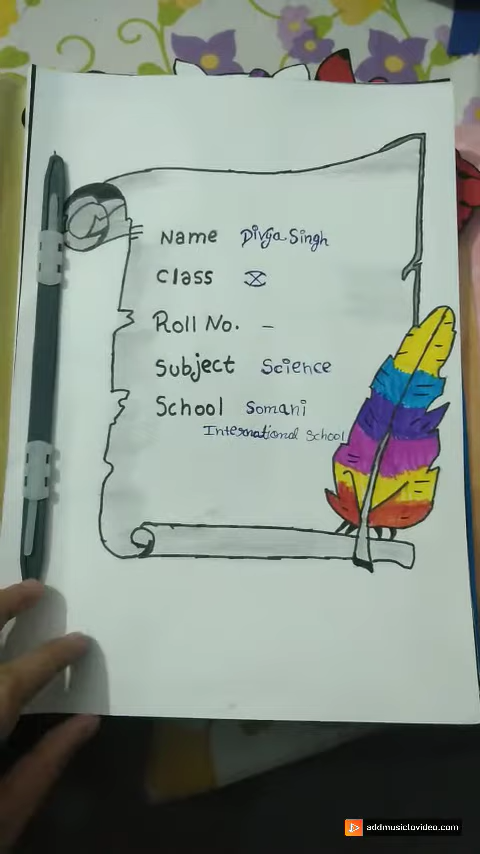 Name Divya Singh
Class X
Roll No. -
Subject Science
School Somani
International School
addmusictovideo.com